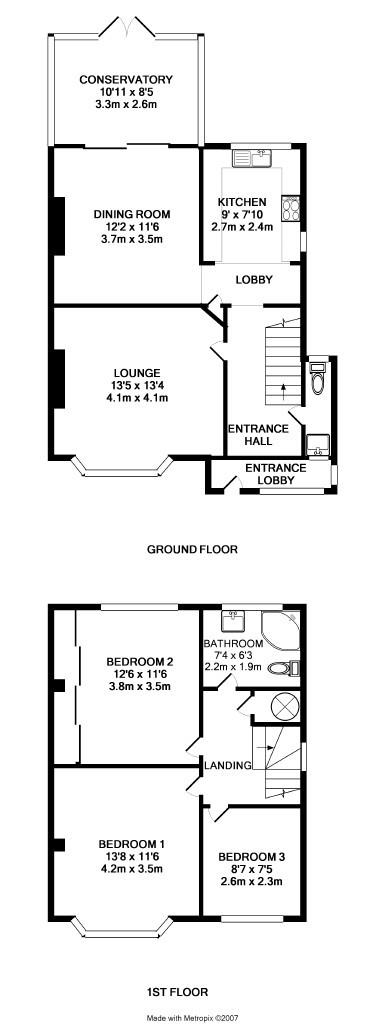 CONSERVATORY
10'11 x 8'5
3.3m x 2.6m
DINING ROOM
12'2 x 11'6
3.7m x 3.5m
KITCHEN
9' x 7'10
2.7m x 2.4m
LOBBY
LOUNGE
13'5 x 13'4
4.1m x 4.1m
ENTRANCE
HALL
ENTRANCE
LOBBY
GROUND FLOOR
BATHROOM
7'4 x 6'3
2.2m x 1.9m
BEDROOM 2
12'6 x 11'6
3.8m x 3.5m
LANDING
BEDROOM 1
13'8 x 11'6
4.2m x 3.5m
BEDROOM 3
8'7 x 7'5
2.6m x 2.3m
1ST FLOOR
Made with Metropix ©2007